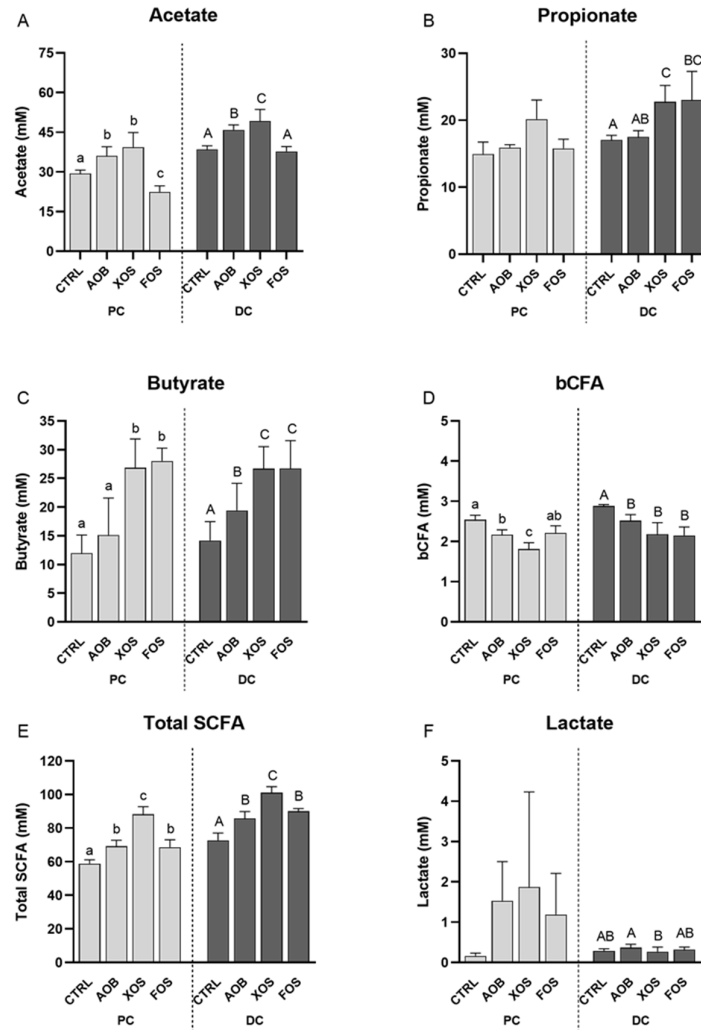 A
Acetate
75
60
45
30
15
0
Acetate (mM)
a
b
b
c
A
B
C
A
CTRL
AOB
XOS
FOS
CTRL
AOB
XOS
FOS
PC
DC
B
Propionate
30
20
10
0
Propionate (mM)
A
AB
C
BC
CTRL
AOB
XOS
FOS
CTRL
AOB
XOS
FOS
PC
DC
C
Butyrate
35
30
25
20
15
10
5
0
Butyrate (mM)
a
a
b
b
A
B
C
C
CTRL
AOB
XOS
FOS
CTRL
AOB
XOS
FOS
PC
DC
D
bCFA
5
4
3
2
1
0
bCFA (mM)
a
b
c
ab
A
B
B
B
CTRL
AOB
XOS
FOS
CTRL
AOB
XOS
FOS
PC
DC
E
Total SCFA
120
100
80
60
40
20
0
Total SCFA (mM)
a
b
c
b
A
B
C
B
CTRL
AOB
XOS
FOS
CTRL
AOB
XOS
FOS
PC
DC
F
Lactate
5
4
3
2
1
0
Lactate (mM)
AB
A
B
AB
CTRL
AOB
XOS
FOS
CTRL
AOB
XOS
FOS
PC
DC